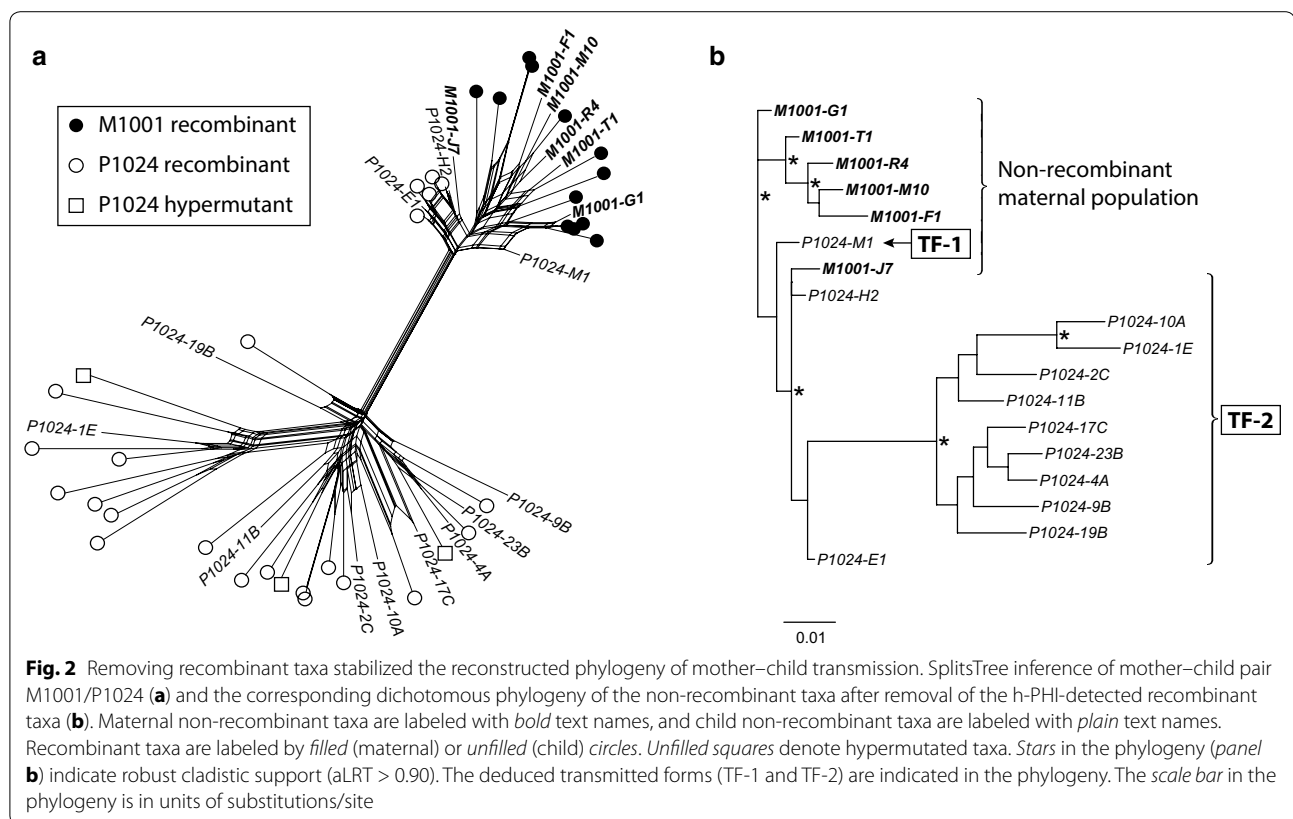 a
M1001 recombinant
P1024 recombinant
P1024 hypermutant
M1001-F1
M1001-M10
M1001-J7
P1024-H2
M1001-R4
M1001-T1
P1024-E1
M1001-G1
P1024-M1
P1024-19B
P1024-1E
P1024-9B
P1024-23B
P1024-4A
P1024-11B
P1024-17C
P1024-10A
P1024-2C
b
M1001-G1
M1001-T1
*
M1001-R4
*
M1001-M10
*
M1001-F1
Non-recombinant
maternal population
P1024-M1
TF-1
M1001-J7
P1024-H2
P1024-10A
*
P1024-1E
P1024-2C
*
P1024-11B
TF-2
P1024-17C
*
P1024-23B
P1024-4A
P1024-9B
P1024-19B
P1024-E1
0.01
Fig. 2 Removing recombinant taxa stabilized the reconstructed phylogeny of mother–child transmission. SplitsTree inference of mother–child pair
M1001/P1024 (a) and the corresponding dichotomous phylogeny of the non-recombinant taxa after removal of the h-PHI-detected recombinant
taxa (b). Maternal non-recombinant taxa are labeled with bold text names, and child non-recombinant taxa are labeled with plain text names.
Recombinant taxa are labeled by filled (maternal) or unfilled (child) circles. Unfilled squares denote hypermutated taxa. Stars in the phylogeny (panel
b) indicate robust cladistic support (aLRT > 0.90). The deduced transmitted forms (TF-1 and TF-2) are indicated in the phylogeny. The scale bar in the
phylogeny is in units of substitutions/site